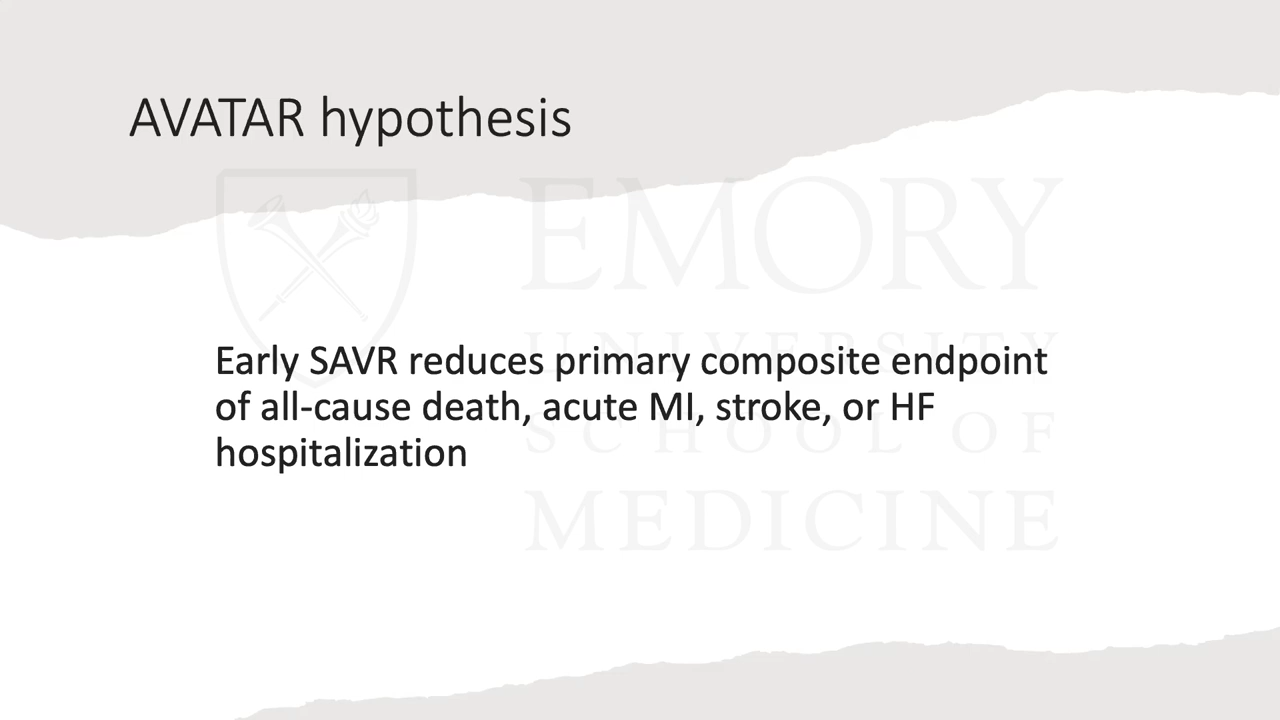 AVATAR hypothesis
EMORY
UNIVERSITY
SCHOOL OF
MEDICINE
Early SAVR reduces primary composite endpoint
of all-cause death, acute MI, stroke, or HF
hospitalization